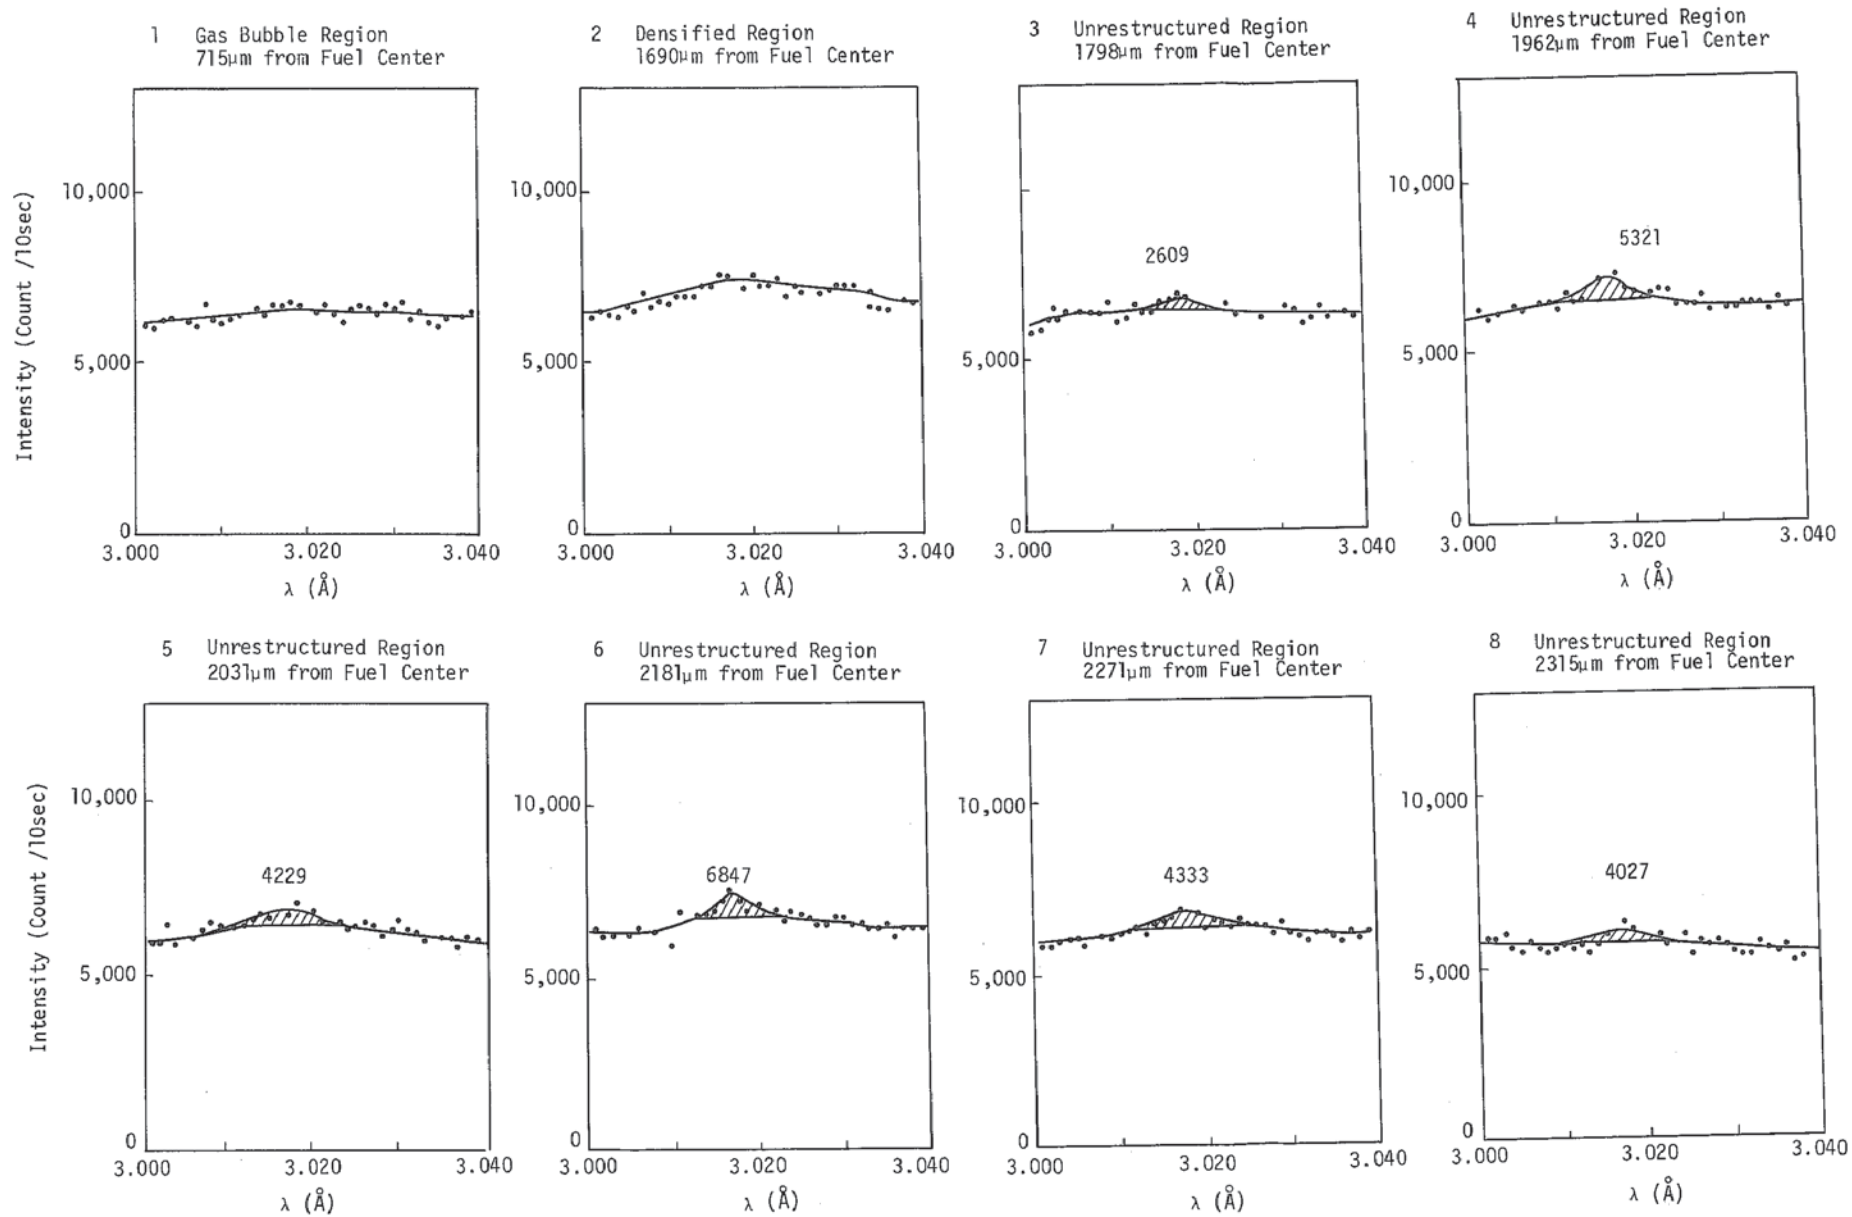 1 Gas Bubble Region
715μm from Fuel Center
2 Densified Region
1690μm from Fuel Center
3 Unrestructured Region
1798μm from Fuel Center
4 Unrestructured Region
1962μm from Fuel Center
Intensity (Count /10sec)
10,000
5,000
0
3.000 3.020 3.040
λ (Å)
10,000
5,000
0
3.000 3.020 3.040
λ (Å)
2609
5,000
0
3.000 3.020 3.040
λ (Å)
5321
10,000
5,000
0
3.000 3.020 3.040
λ (Å)
5 Unrestructured Region
2031μm from Fuel Center
6 Unrestructured Region
2181μm from Fuel Center
7 Unrestructured Region
2271μm from Fuel Center
8 Unrestructured Region
2315μm from Fuel Center
Intensity (Count /10sec)
4229
10,000
5,000
0
3.000 3.020 3.040
λ (Å)
6847
10,000
5,000
0
3.000 3.020 3.040
λ (Å)
4333
10,000
5,000
0
3.000 3.020 3.040
λ (Å)
4027
10,000
5,000
0
3.000 3.020 3.040
λ (Å)